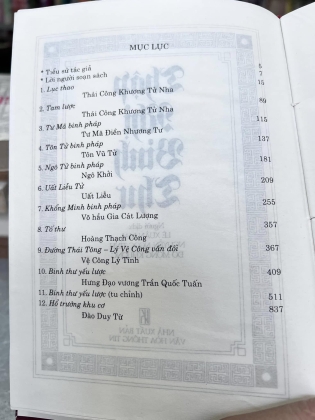 MỤC LỤC
* Tiểu sử tác giả 5
* Lời người soạn sách 7
1. Lục thao 15
Thái Công Khương Tử Nha
2. Tam lược 89
Thái Công Khương Tử Nha
3. Tư Mã binh pháp 115
Tư Mã Điền Nhương Tư
4. Tôn Tử binh pháp 137
Tôn Vũ Tử
5. Ngô Tử binh pháp 181
Ngô Khởi
6. Uất Liễu Tử 209
Uất Liễu
7. Khổng Minh binh pháp 255
Võ hầu Gia Cát Lượng
8. Tố thư 357
Hoàng Thạch Công
9. Đường Thái Tông – Lý Vệ Công vấn đối 367
Vệ Công Lý Tĩnh
10. Binh thư yếu lược 409
Hưng Đạo vương Trần Quốc Tuấn
11. Binh thư yếu lược (tu chỉnh) 511
12. Hổ trướng khu cơ 837
Đào Duy Từ